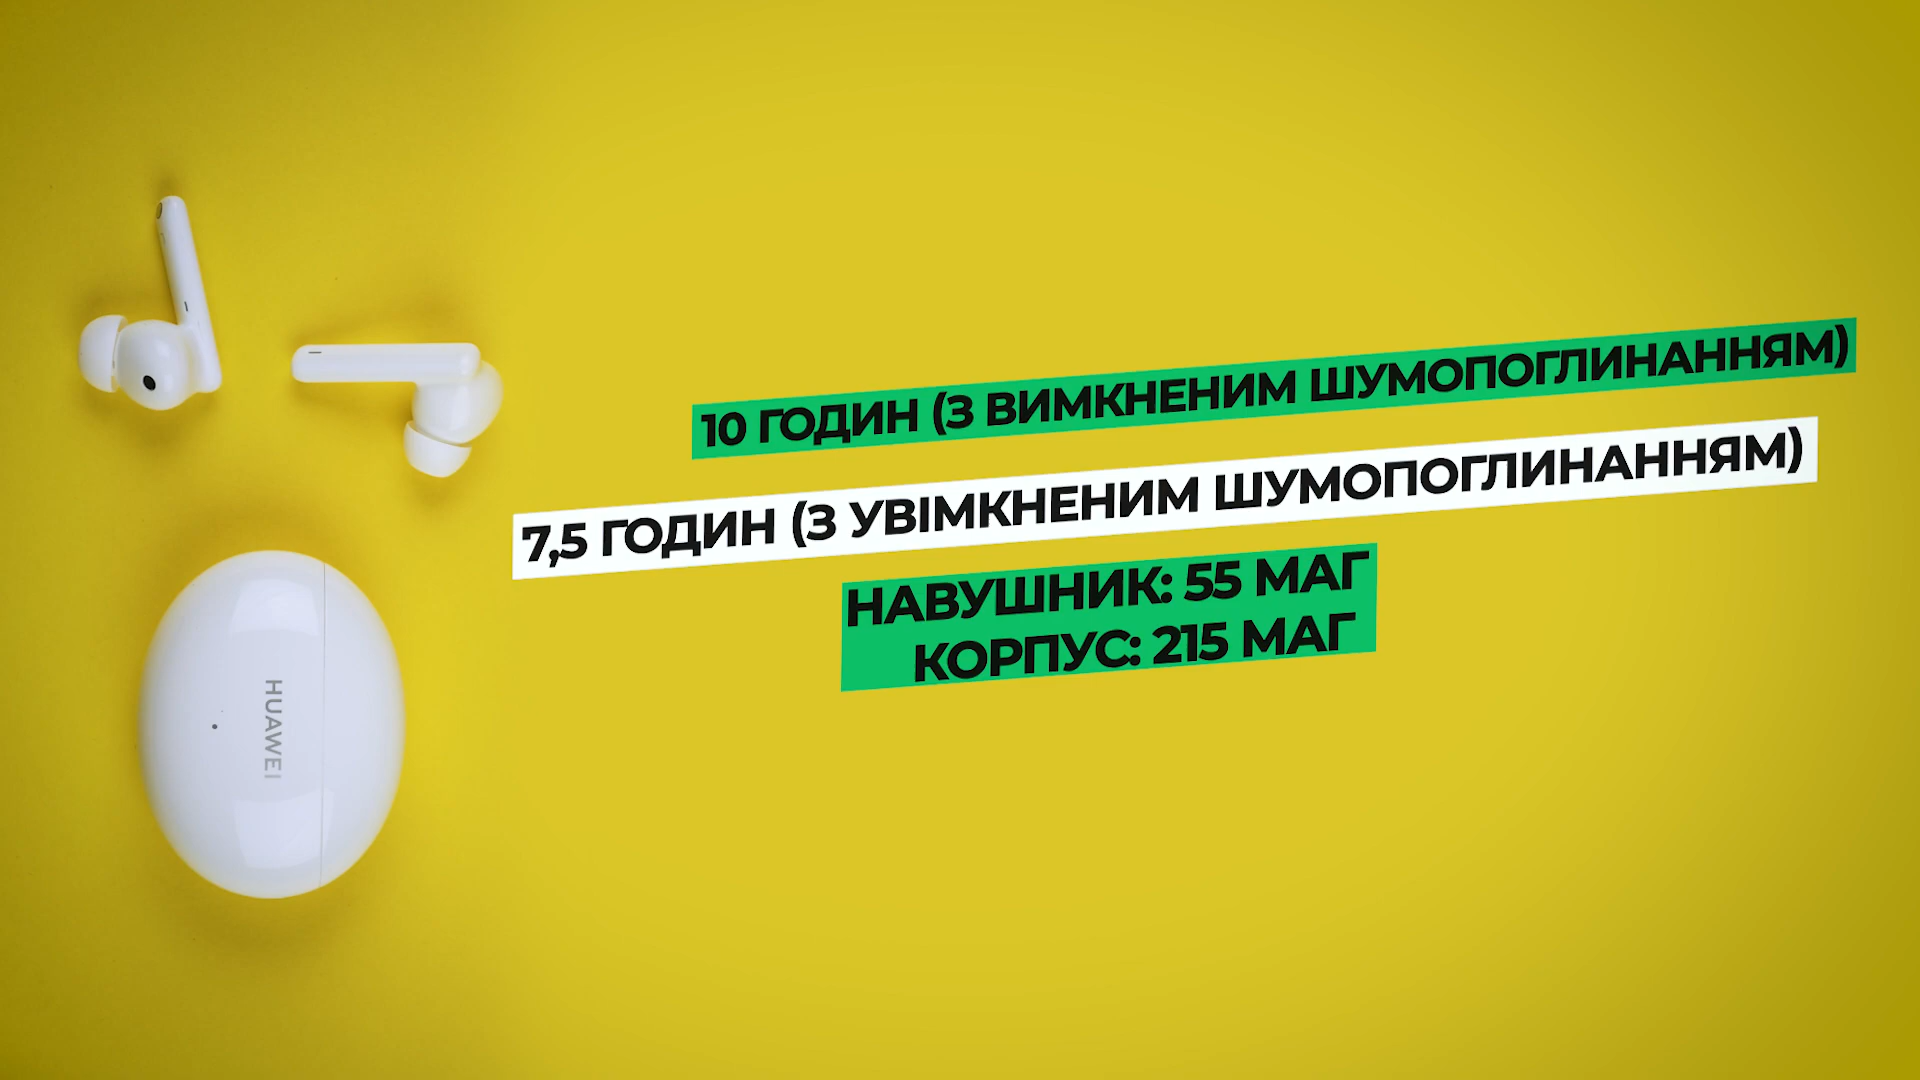 10 ГОДИН (З ВИМКНЕНИМ ШУМОПОГЛИНАННЯМ)
7,5 ГОДИН (З УВІМКНЕНИМ ШУМОПОГЛИНАННЯМ)
НАВУШНИК: 55 МАГ
КОРПУС: 215 МАГ
HUAWEI